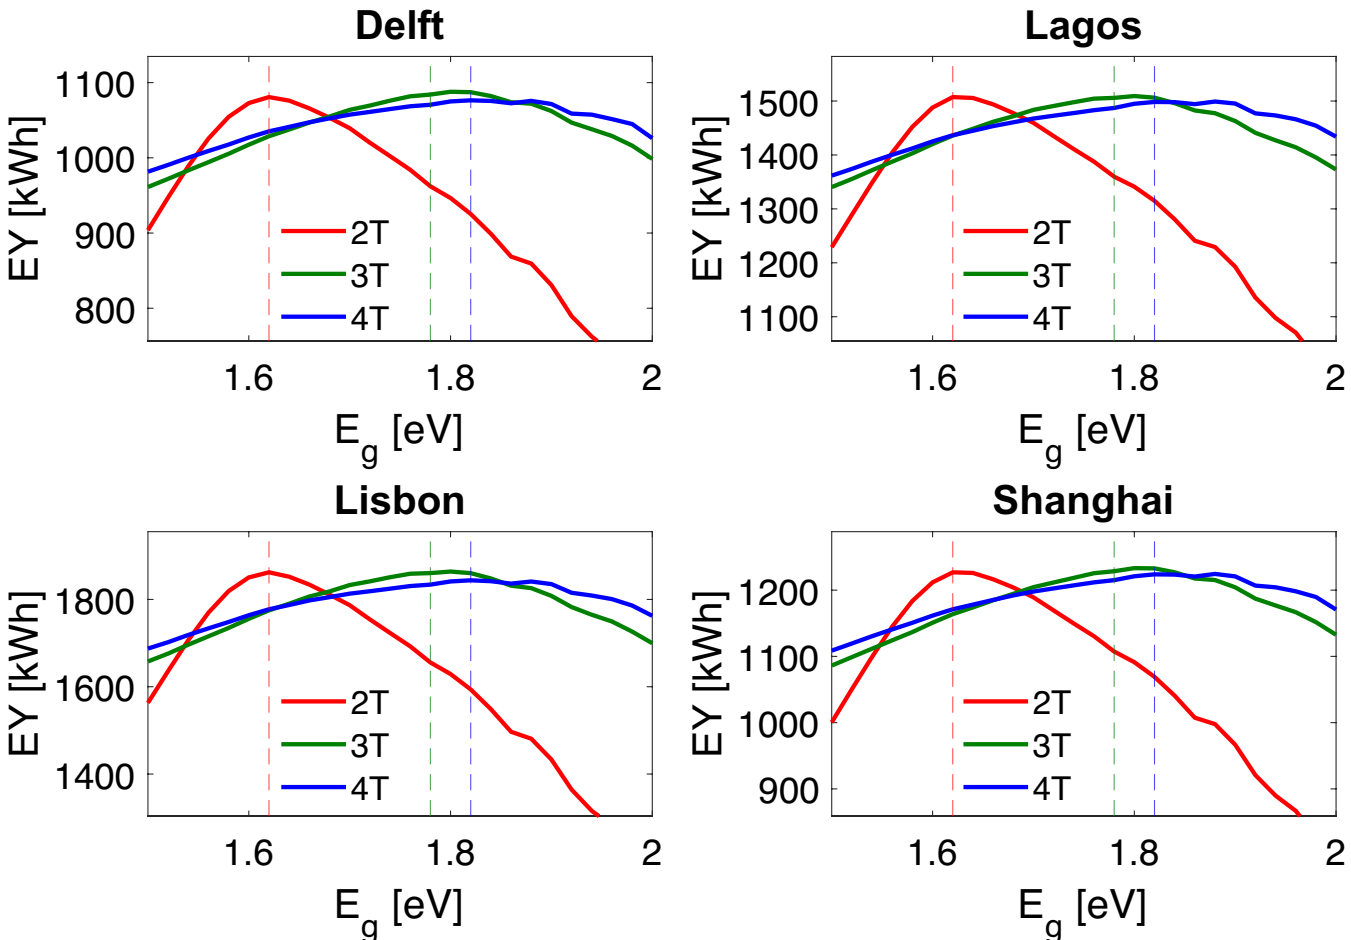 Delft
1100
1000
900
800
EY [kWh]
2T
3T
4T
1.6
1.8
2
E_g [eV]
Lagos
1500
1400
1300
1200
1100
EY [kWh]
2T
3T
4T
1.6
1.8
2
E_g [eV]
Lisbon
1800
1600
1400
EY [kWh]
2T
3T
4T
1.6
1.8
2
E_g [eV]
Shanghai
1200
1100
1000
900
EY [kWh]
2T
3T
4T
1.6
1.8
2
E_g [eV]